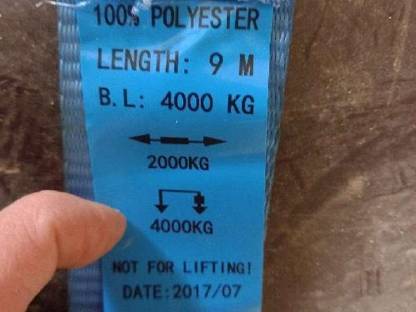 100% POLYESTER
LENGTH: 9 M
B.L: 4000 KG
2000KG
4000KG
NOT FOR LIFTING!
DATE:2017/07